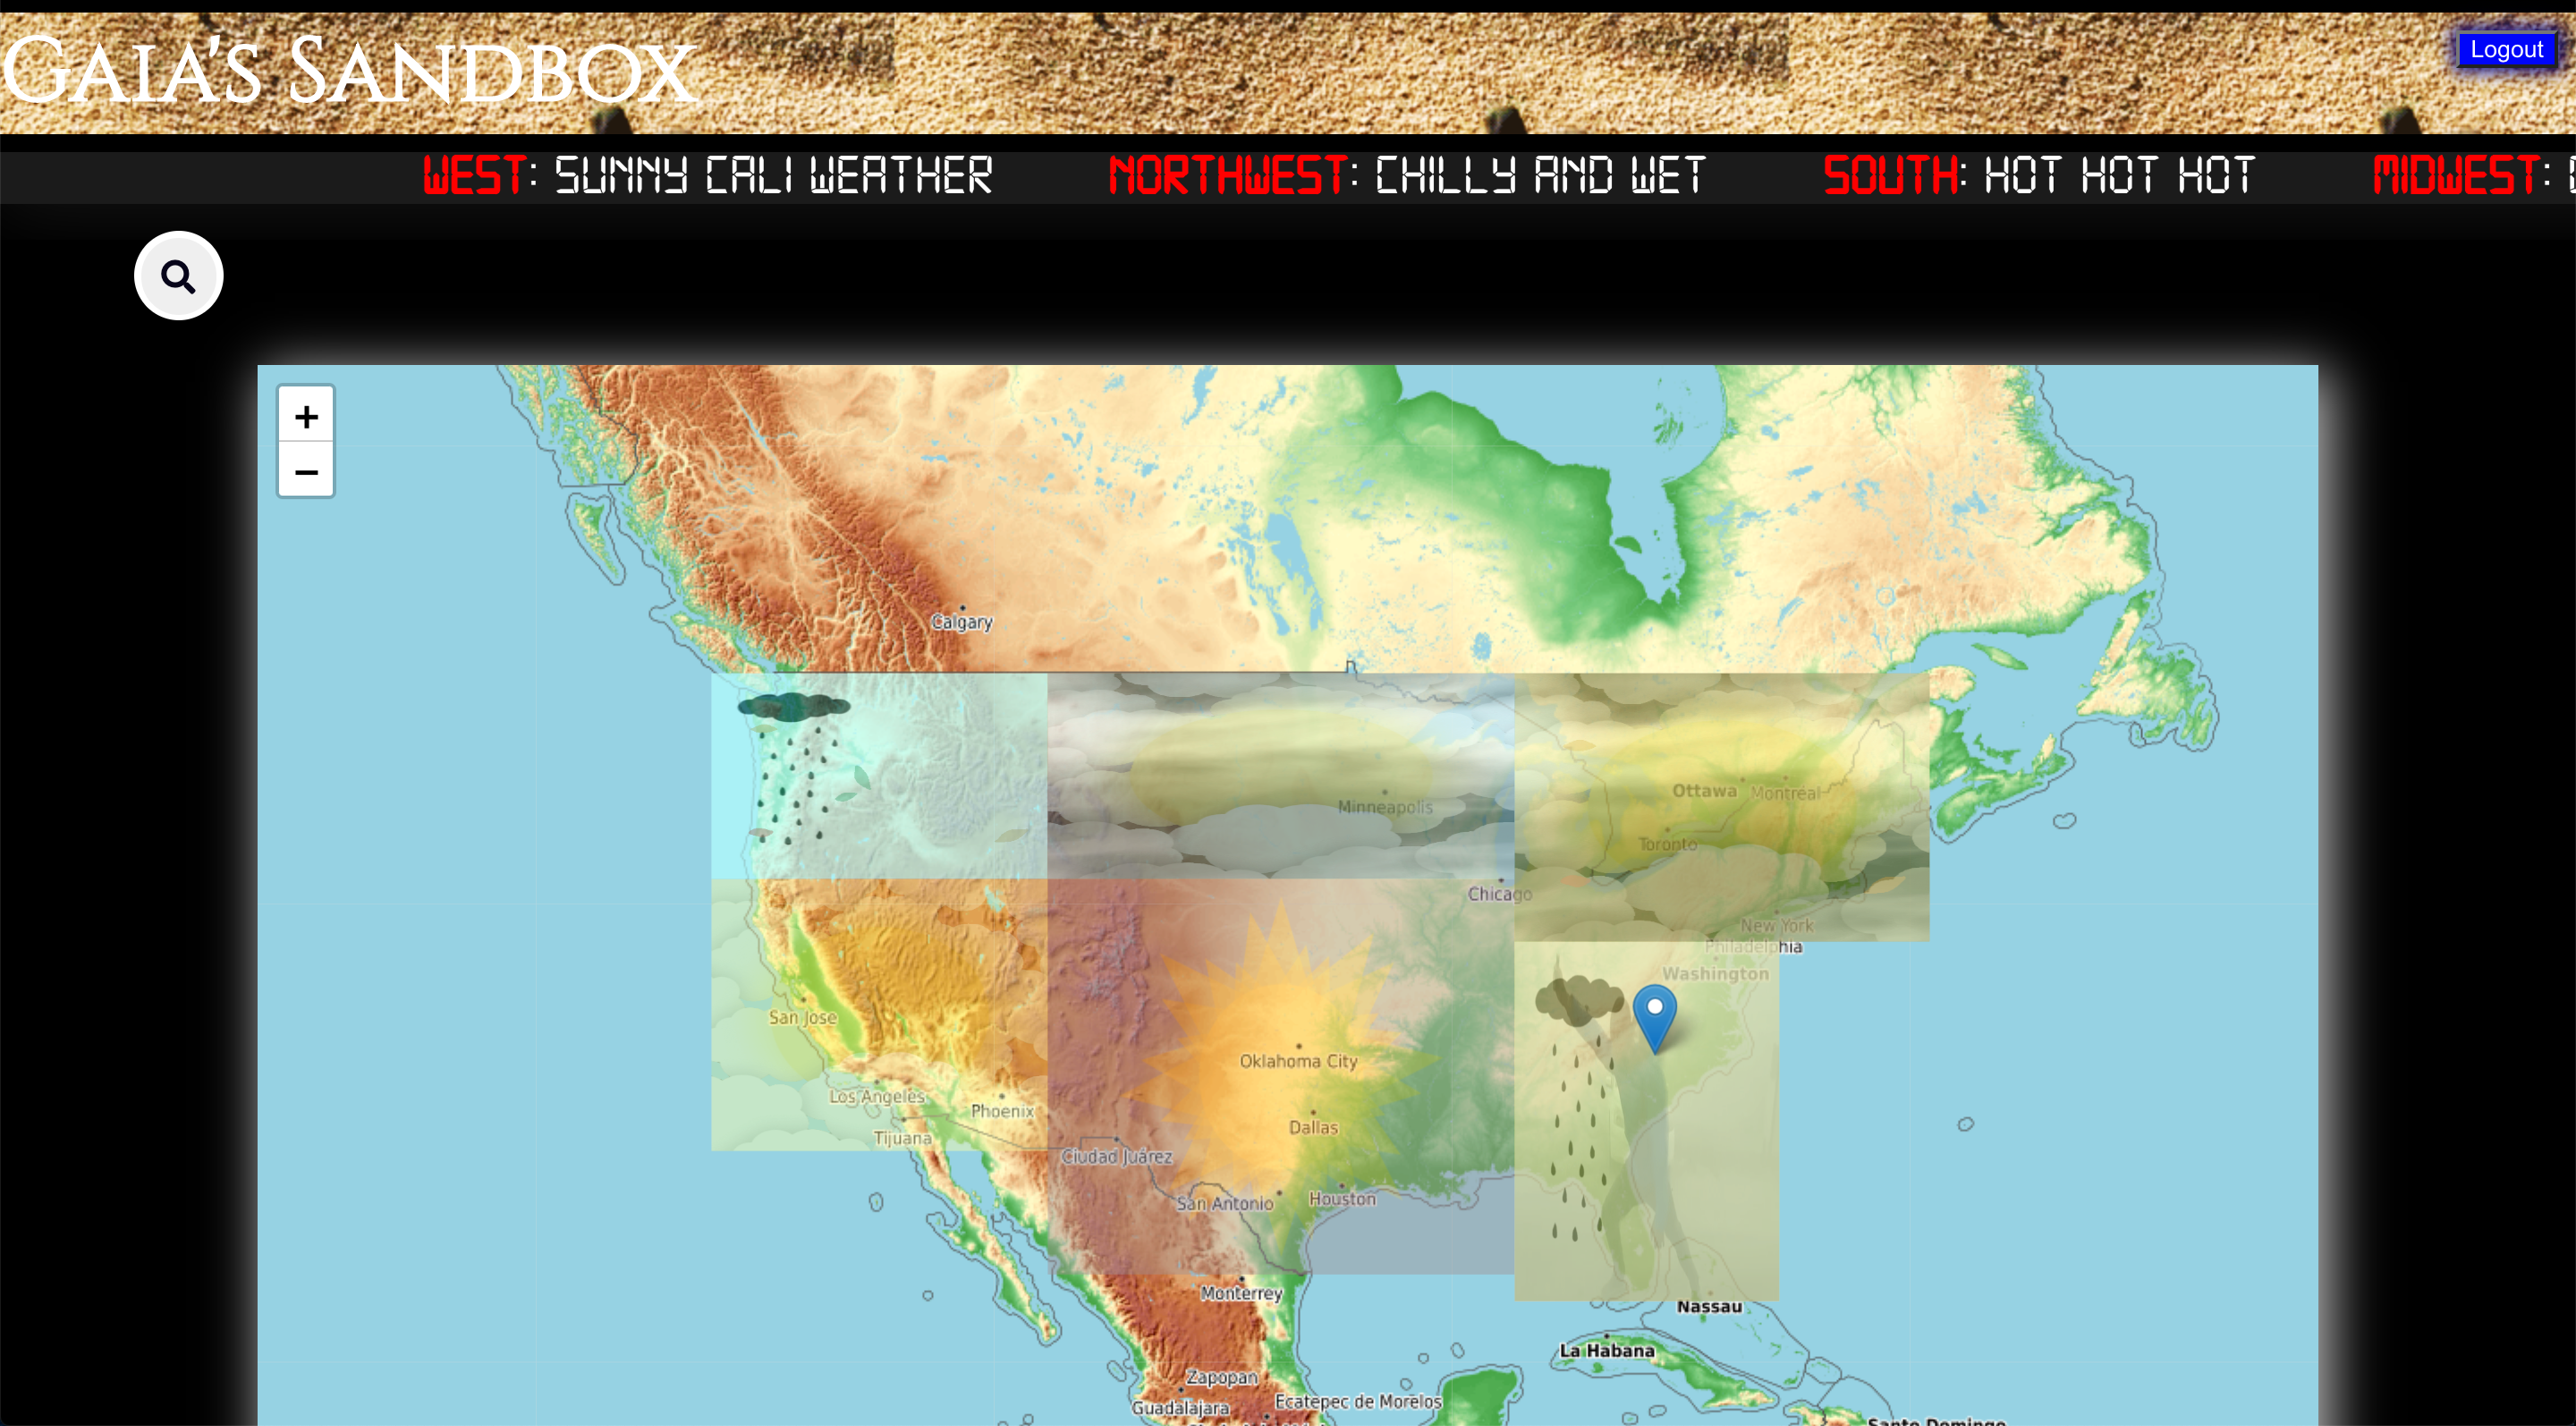 GAIA'S SANDBOX
Logout
WEST: SUNNY CALI WEATHER NORTHWEST: CHILLY AND WET SOUTH: HOT HOT HOT MIDWEST:
+
−
Calgary
Minneapolis
Ottawa
Montréal
Toronto
Chicago
New York
Philadelphia
Washington
San Jose
Oklahoma City
Los Angeles
Phoenix
Dallas
Tijuana
Ciudad Juárez
San Antonio
Houston
Monterrey
Nassau
La Habana
Zapopan
Ecatepec de Morelos
Guadalajara
Santo Domingo